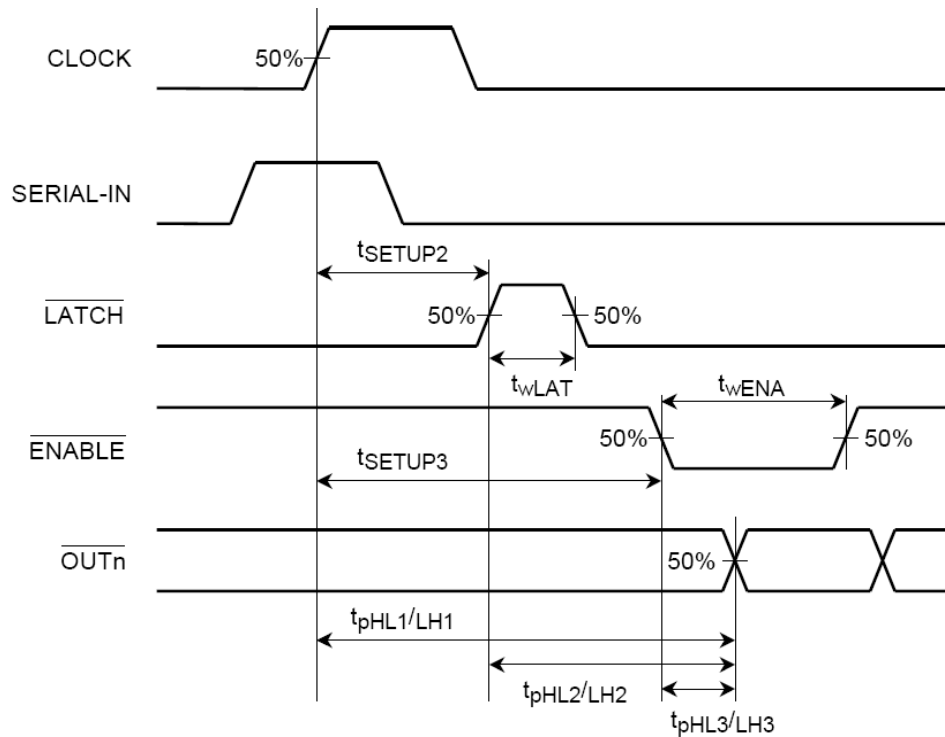 CLOCK
50%
SERIAL-IN
tSETUP2
LATCH
50%
50%
twLAT
twENA
ENABLE
50%
50%
tSETUP3
OUTn
50%
tpHL1/LH1
tpHL2/LH2
tpHL3/LH3